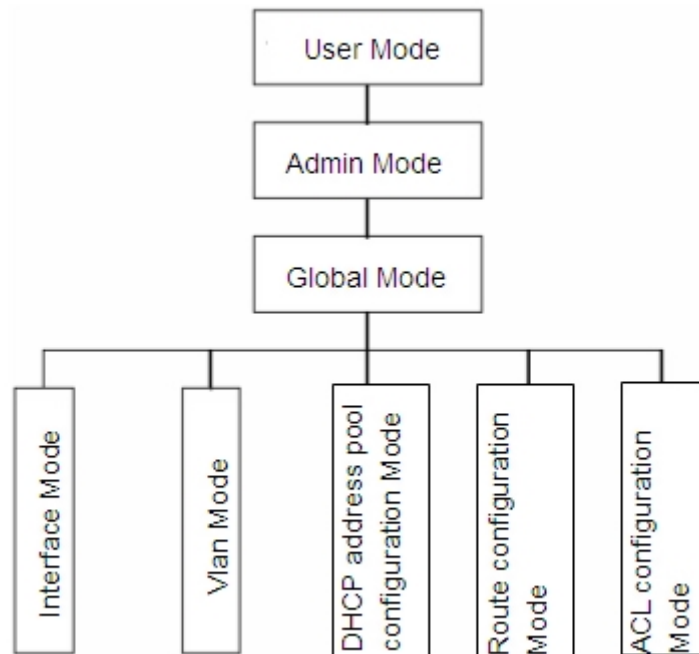 User Mode
Admin Mode
Global Mode
Interface Mode
Vlan Mode
DHCP address pool
configuration Mode
Route configuration
Mode
ACL configuration
Mode